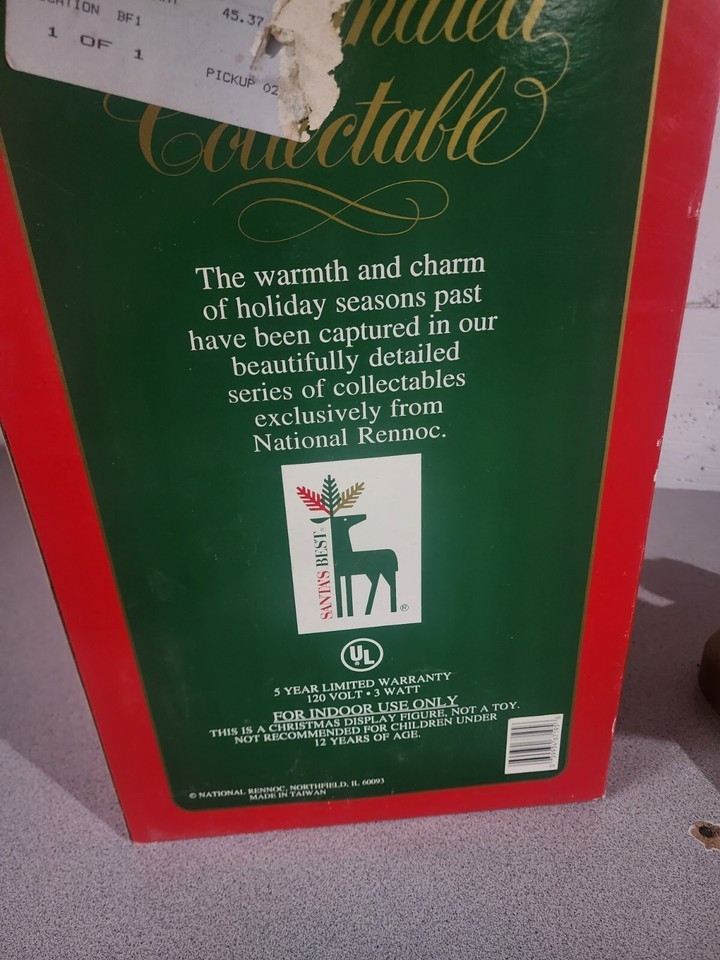 BF1
45.37
1 OF 1
PICKUP 02
Collectable
The warmth and charm
of holiday seasons past
have been captured in our
beautifully detailed
series of collectables
exclusively from
National Rennoc.
SANTA'S BEST®
®
UL
5 YEAR LIMITED WARRANTY
120 VOLT • 3 WATT
FOR INDOOR USE ONLY
THIS IS A CHRISTMAS DISPLAY FIGURE, NOT A TOY.
NOT RECOMMENDED FOR CHILDREN UNDER
12 YEARS OF AGE.
© NATIONAL RENNOC, NORTHFIELD, IL 60093
MADE IN TAIWAN